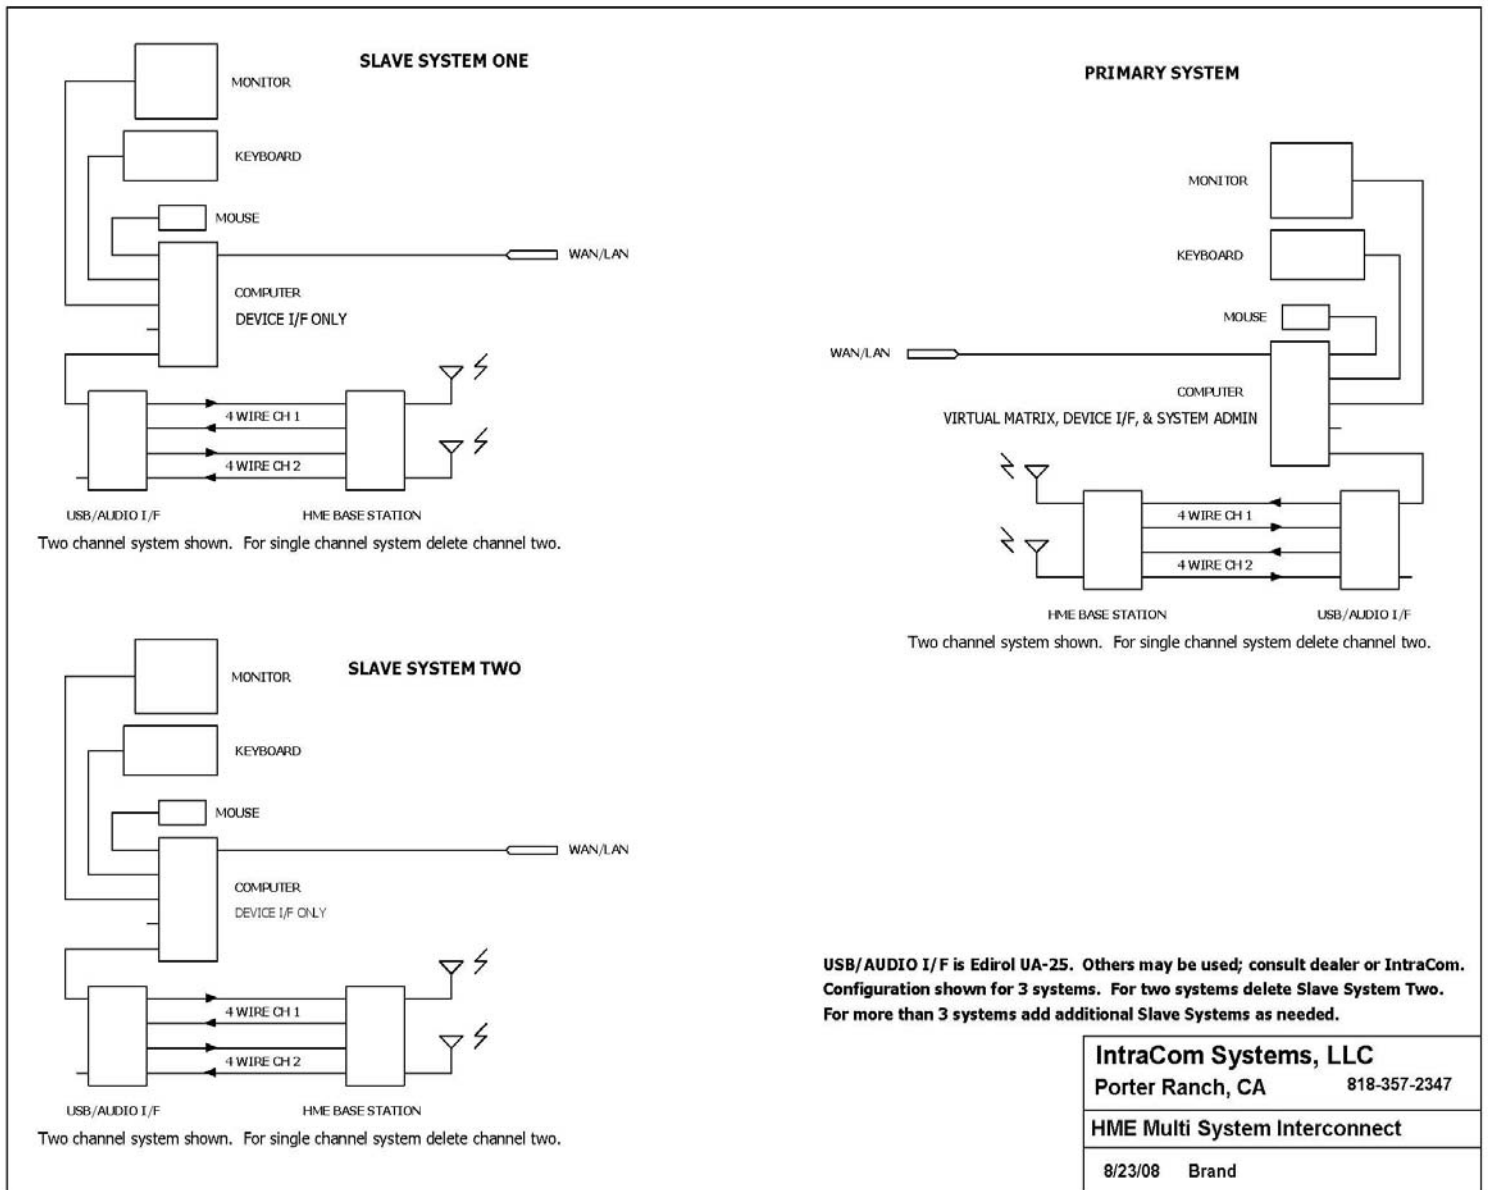 SLAVE SYSTEM ONE
MONITOR
KEYBOARD
MOUSE
WAN/LAN
COMPUTER
DEVICE I/F ONLY
4 WIRE CH 1
4 WIRE CH 2
USB/AUDIO I/F
HME BASE STATION
Two channel system shown. For single channel system delete channel two.
PRIMARY SYSTEM
MONITOR
KEYBOARD
MOUSE
WAN/LAN
COMPUTER
VIRTUAL MATRIX, DEVICE I/F, & SYSTEM ADMIN
4 WIRE CH 1
4 WIRE CH 2
HME BASE STATION
USB/AUDIO I/F
Two channel system shown. For single channel system delete channel two.
SLAVE SYSTEM TWO
MONITOR
KEYBOARD
MOUSE
WAN/LAN
COMPUTER
DEVICE I/F ONLY
4 WIRE CH 1
4 WIRE CH 2
USB/AUDIO I/F
HME BASE STATION
Two channel system shown. For single channel system delete channel two.
USB/AUDIO I/F is Edirol UA-25. Others may be used; consult dealer or IntraCom.
Configuration shown for 3 systems. For two systems delete Slave System Two.
For more than 3 systems add additional Slave Systems as needed.
IntraCom Systems, LLC
Porter Ranch, CA 818-357-2347
HME Multi System Interconnect
8/23/08 Brand